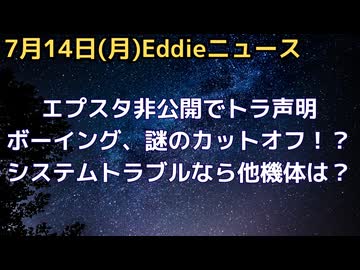 7月14日(月)Eddieニュース
エプスタ非公開でトラ声明
ボーイング、謎のカットオフ！？
システムトラブルなら他機体は？